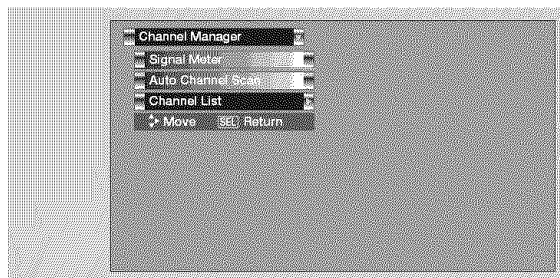 Channel Manager
Signal Meter
Auto Channel Scan
Channel List
Move SEL Return